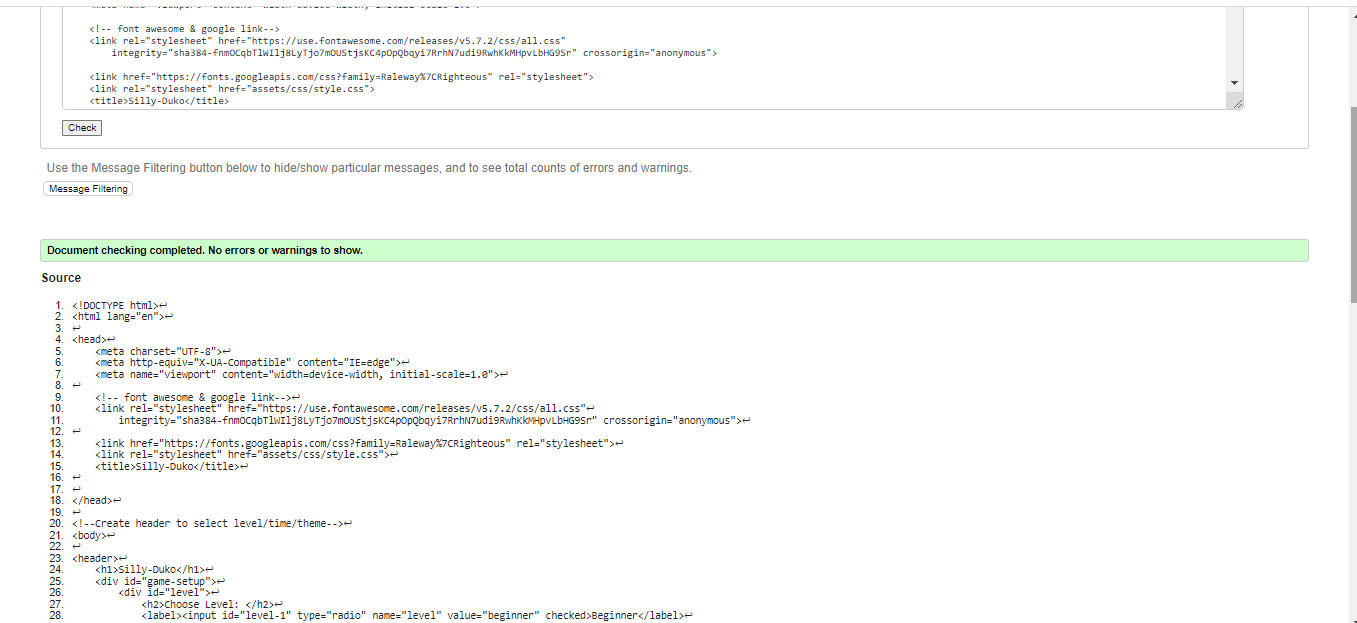 <!-- font awesome & google link-->
<link rel="stylesheet" href="https://use.fontawesome.com/releases/v5.7.2/css/all.css"
integrity="sha384-fnmOCqbTlWIlj8LyTjo7mOUStjsKC4pOpQbqyi7RrhN7udi9RwhKkMHpvLbHG9Sr" crossorigin="anonymous">
<link href="https://fonts.googleapis.com/css?family=Raleway%7CRighteous" rel="stylesheet">
<link rel="stylesheet" href="assets/css/style.css">
<title>Silly-Duko</title>
Check
Use the Message Filtering button below to hide/show particular messages, and to see total counts of errors and warnings.
Message Filtering
Document checking completed. No errors or warnings to show.
Source
1. <!DOCTYPE html>↩
2. <html lang="en">↩
3. ↩
4. <head>↩
5. <meta charset="UTF-8">↩
6. <meta http-equiv="X-UA-Compatible" content="IE=edge">↩
7. <meta name="viewport" content="width=device-width, initial-scale=1.0">↩
8. ↩
9. <!-- font awesome & google link-->↩
10. <link rel="stylesheet" href="https://use.fontawesome.com/releases/v5.7.2/css/all.css"↩
11. integrity="sha384-fnmOCqbTlWIlj8LyTjo7mOUStjsKC4pOpQbqyi7RrhN7udi9RwhKkMHpvLbHG9Sr" crossorigin="anonymous">↩
12. ↩
13. <link href="https://fonts.googleapis.com/css?family=Raleway%7CRighteous" rel="stylesheet">↩
14. <link rel="stylesheet" href="assets/css/style.css">↩
15. <title>Silly-Duko</title>↩
16. ↩
17. ↩
18. </head>↩
19. ↩
20. <!--Create header to select level/time/theme-->↩
21. <body>↩
22. ↩
23. <header>↩
24. <h1>Silly-Duko</h1>↩
25. <div id="game-setup">↩
26. <div id="level">↩
27. <h2>Choose Level: </h2>↩
28. <label><input id="level-1" type="radio" name="level" value="beginner" checked>Beginner</label>↩